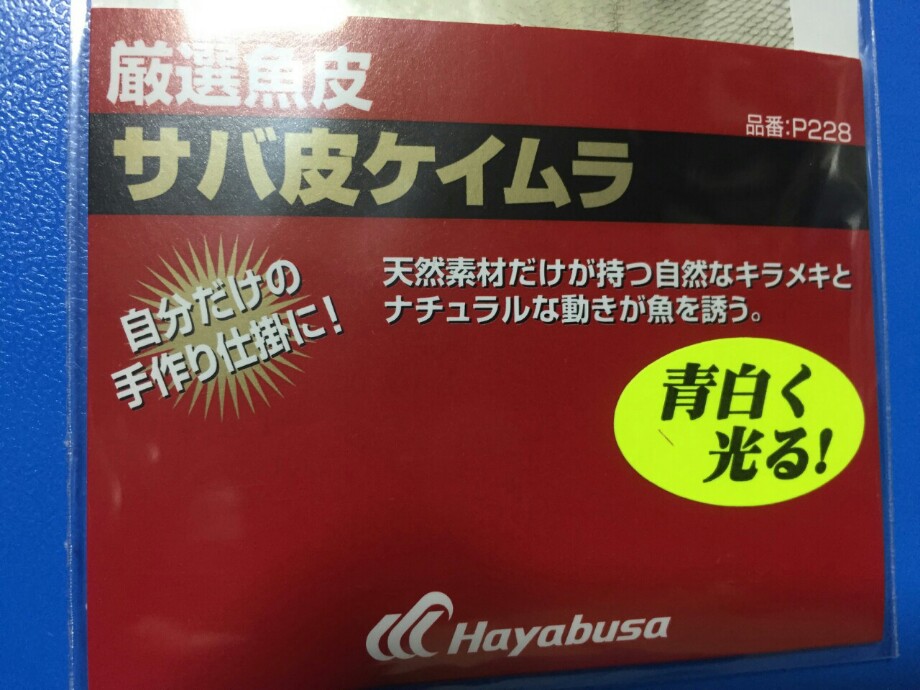 厳選魚皮
品番:P228
サバ皮ケイムラ
自分だけの
手作り仕掛に!
天然素材だけが持つ自然なキラメキと
ナチュラルな動きが魚を誘う。
青白く
光る!
Hayabusa